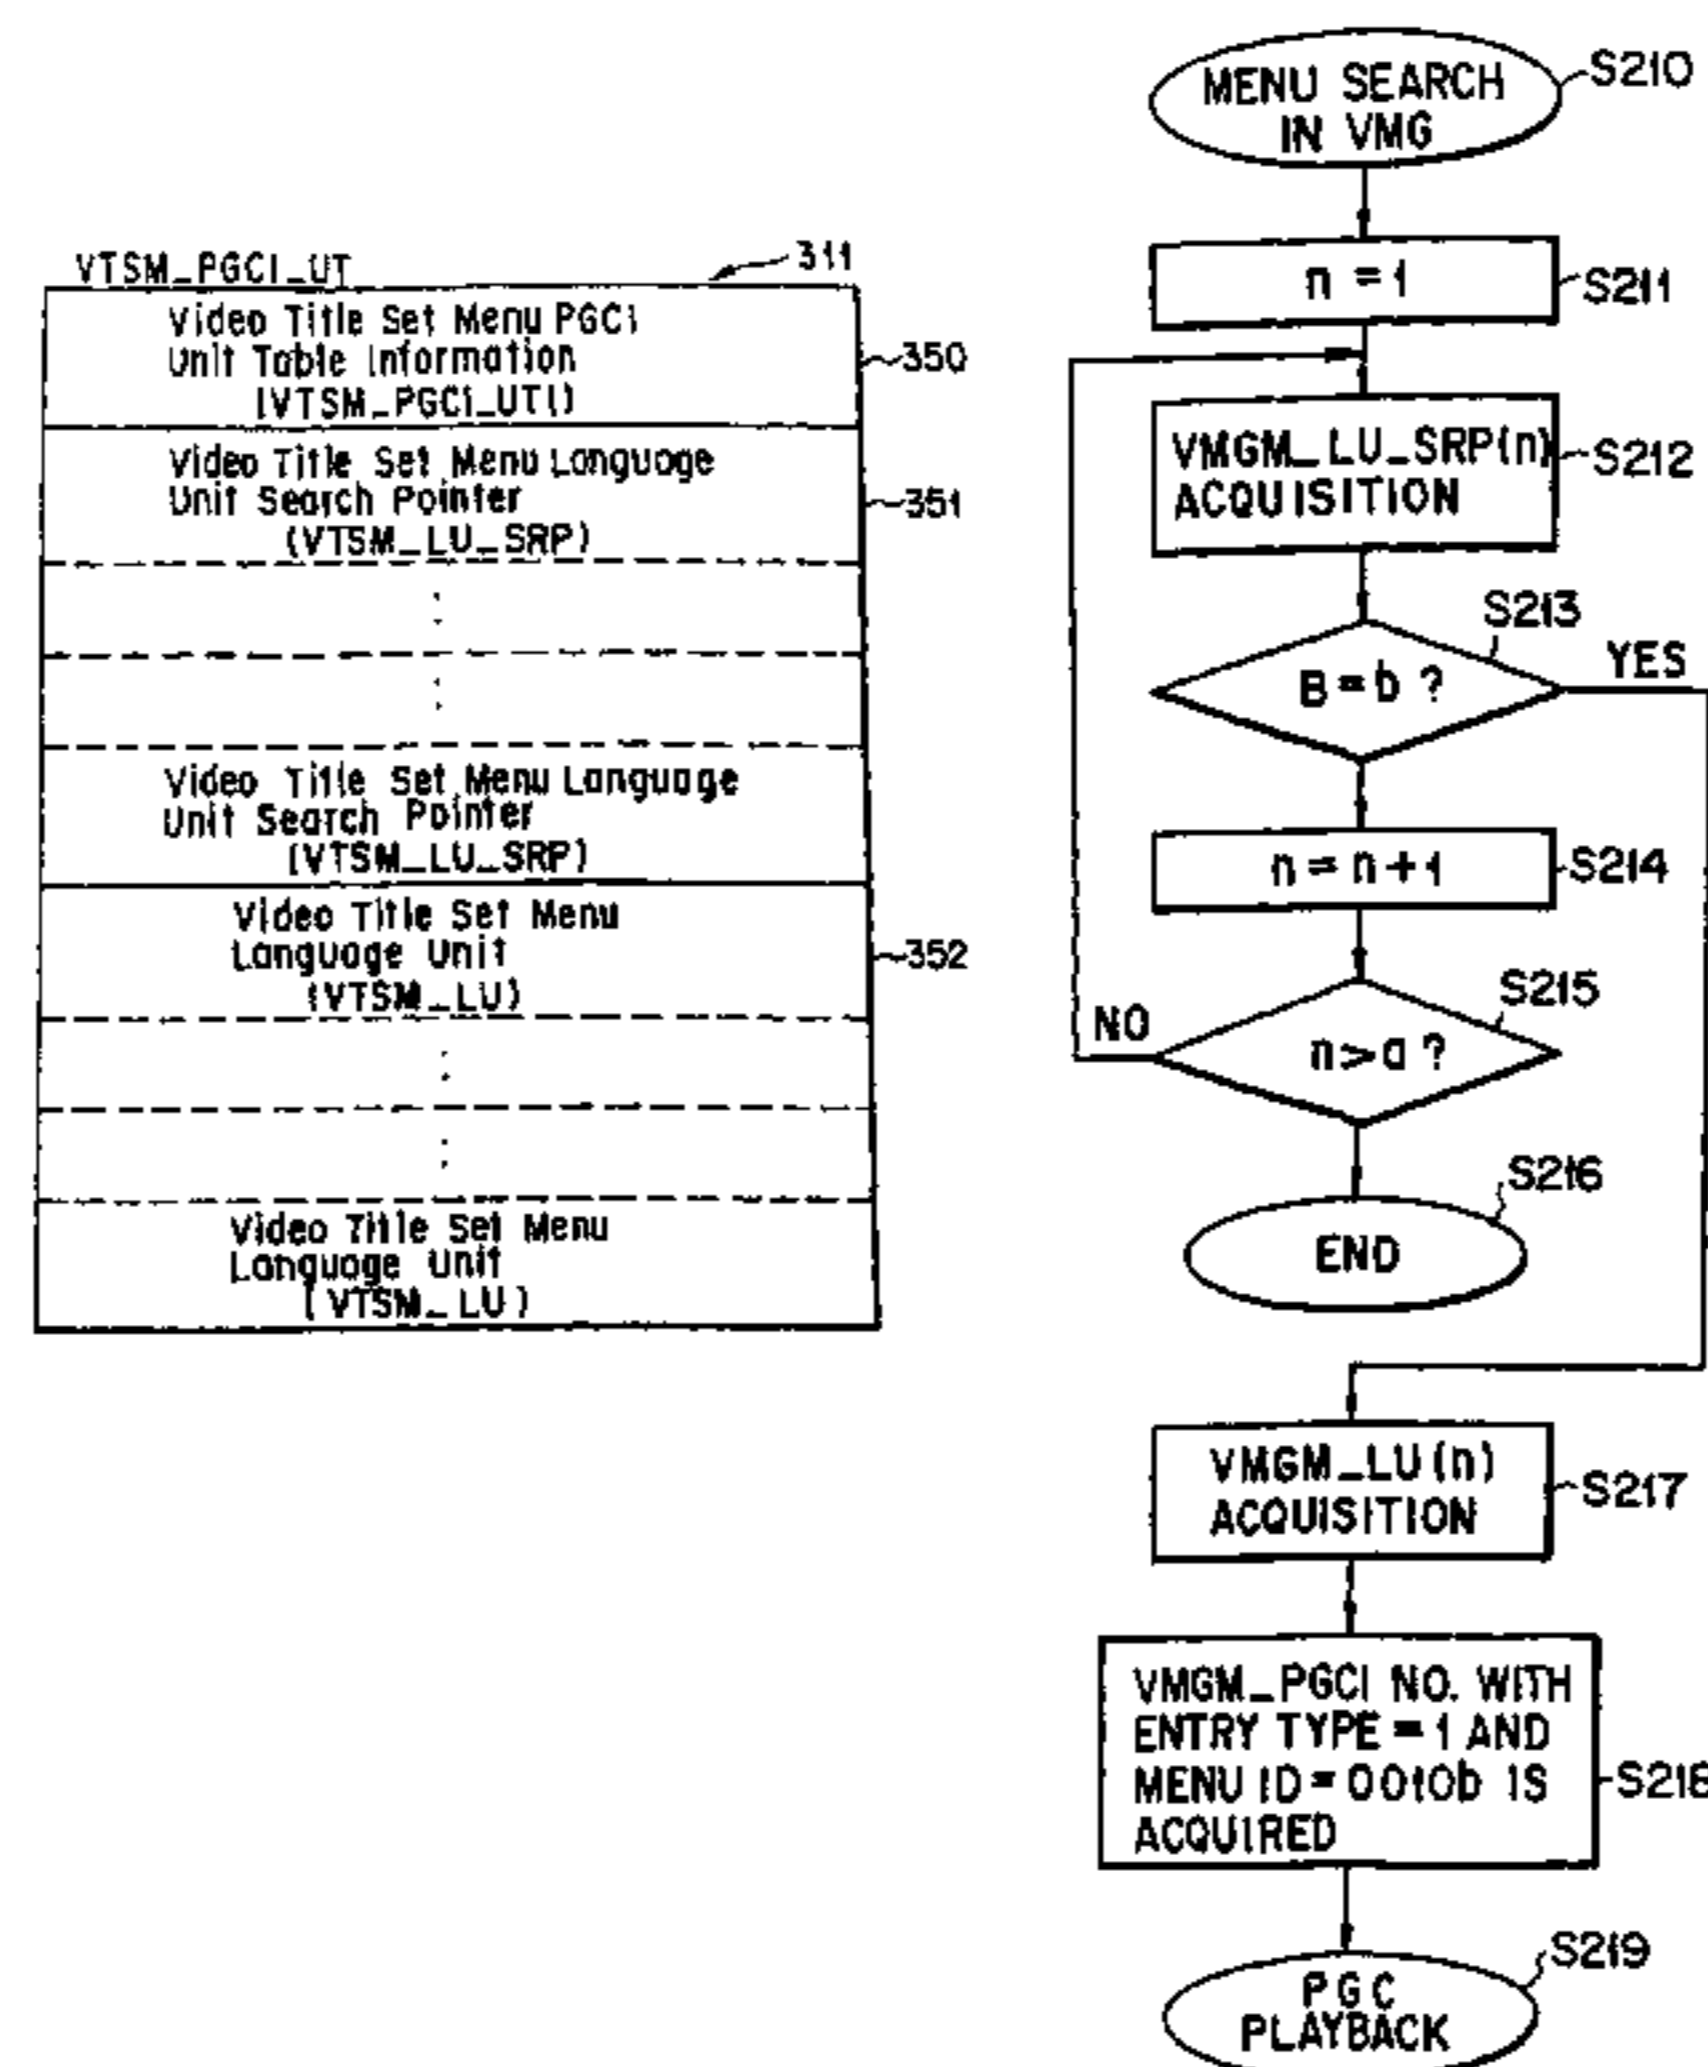 VTSM_PGCI_UT
311
Video Title Set Menu PGCI
Unit Table Information
(VTSM_PGCI_UTI)
350
Video Title Set Menu Language
Unit Search Pointer
(VTSM_LU_SRP)
351
Video Title Set Menu Language
Unit Search Pointer
(VTSM_LU_SRP)
Video Title Set Menu
Language Unit
(VTSM_LU)
352
Video Title Set Menu
Language Unit
(VTSM_LU)
MENU SEARCH
IN VMG
S210
n = 1
S211
VMGM_LU_SRP(n)
ACQUISITION
S212
S213
B = b ?
YES
n = n + 1
S214
S215
NO
n > a ?
S216
END
VMGM_LU (n)
ACQUISITION
S217
VMGM_PGCI NO. WITH
ENTRY TYPE = 1 AND
MENU ID = 0010b IS
ACQUIRED
S218
S219
PGC
PLAYBACK